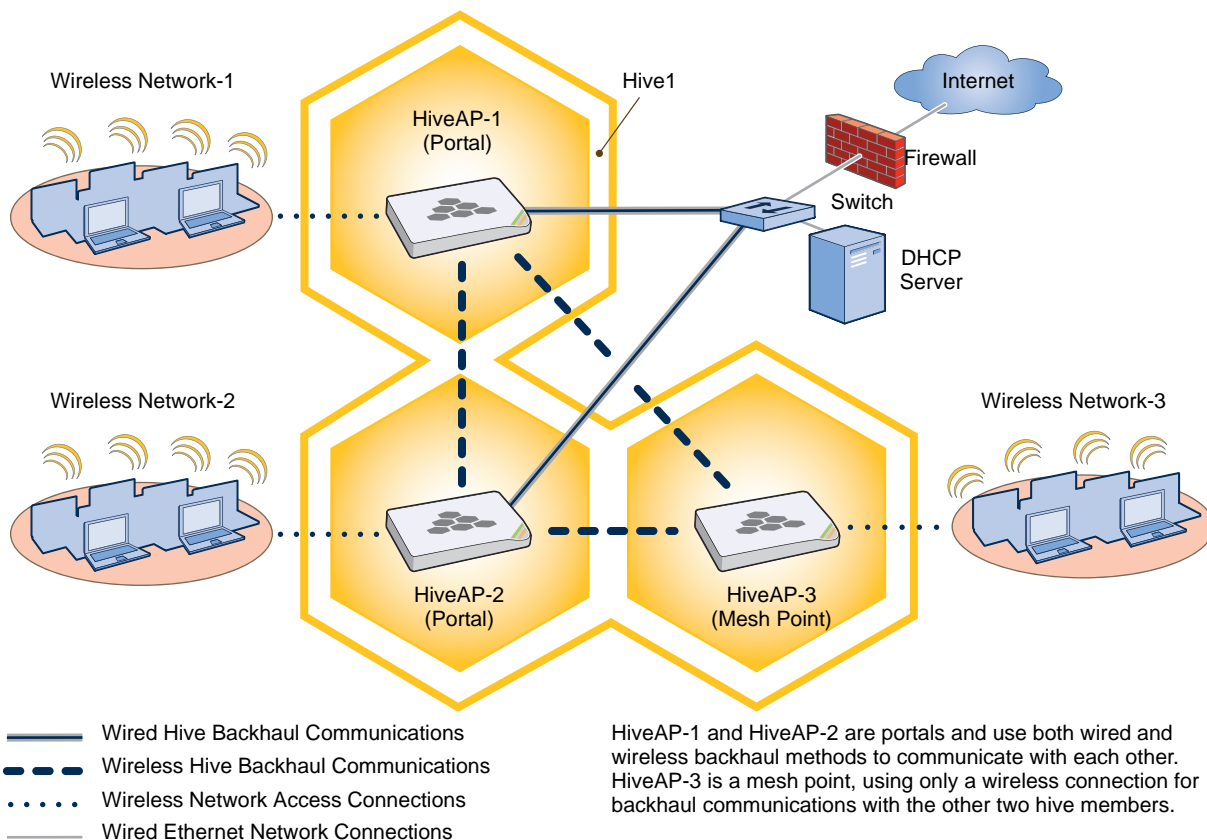 Wireless Network-1
HiveAP-1
(Portal)
Hive1
Internet
Firewall
Switch
DHCP
Server
Wireless Network-2
HiveAP-2
(Portal)
HiveAP-3
(Mesh Point)
Wireless Network-3
Wired Hive Backhaul Communications
Wireless Hive Backhaul Communications
Wireless Network Access Connections
Wired Ethernet Network Connections
HiveAP-1 and HiveAP-2 are portals and use both wired and
wireless backhaul methods to communicate with each other.
HiveAP-3 is a mesh point, using only a wireless connection for
backhaul communications with the other two hive members.